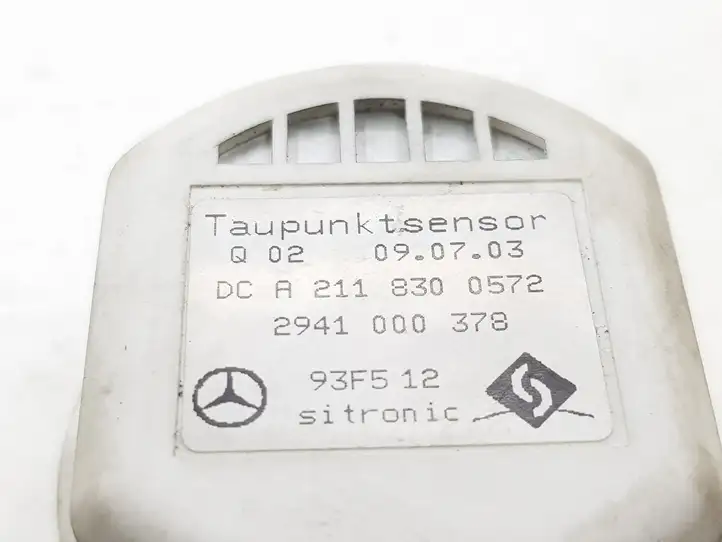 Taupunktsensor
Q 02 09.07.03
DC A 211 830 0572
2941 000 378
93F5 12
sitronic